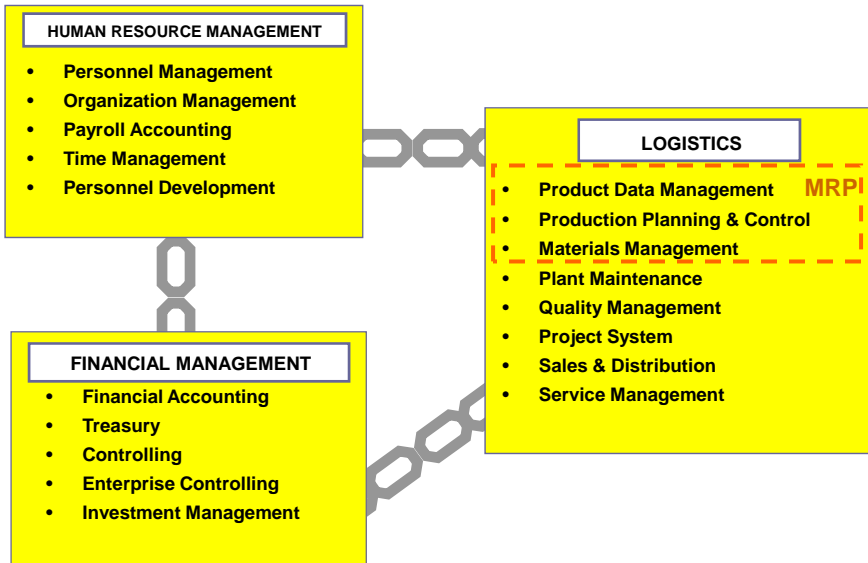 HUMAN RESOURCE MANAGEMENT
• Personnel Management
• Organization Management
• Payroll Accounting
• Time Management
• Personnel Development
LOGISTICS
• Product Data Management MRP
• Production Planning & Control
• Materials Management
• Plant Maintenance
• Quality Management
• Project System
• Sales & Distribution
• Service Management
FINANCIAL MANAGEMENT
• Financial Accounting
• Treasury
• Controlling
• Enterprise Controlling
• Investment Management